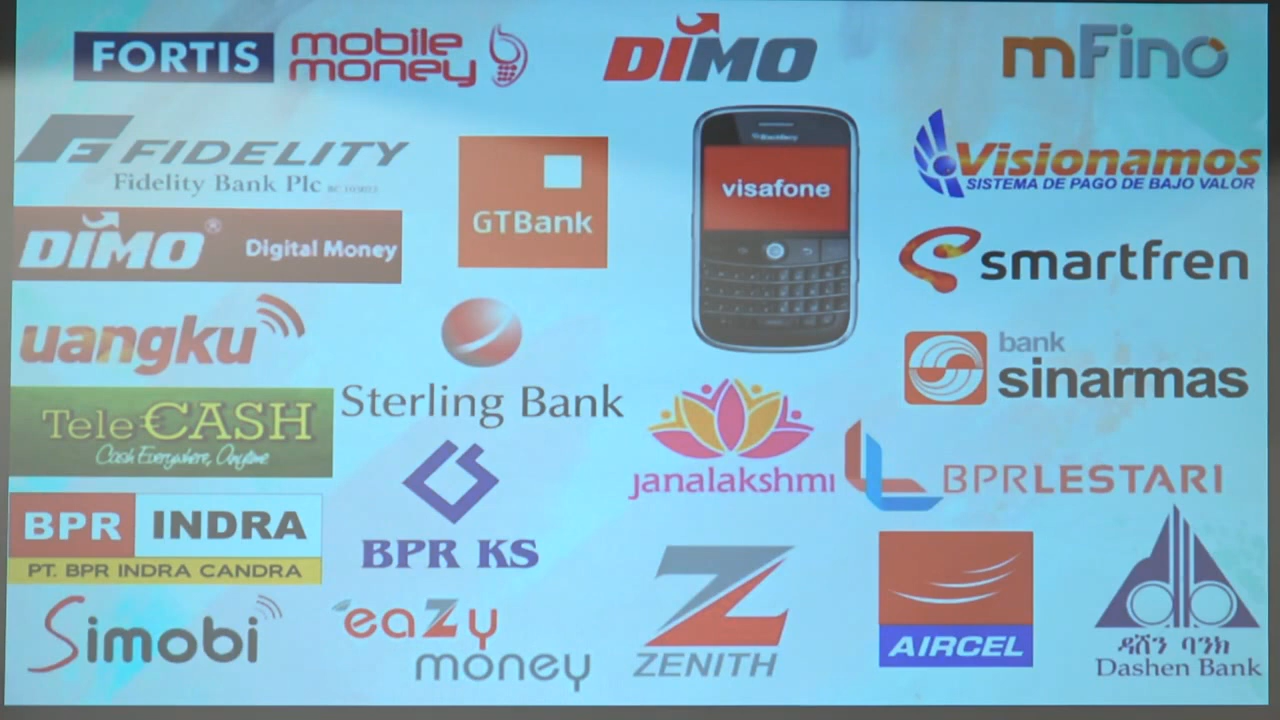 FORTIS
mobile
money
DIMO
mFino
FIDELITY
Fidelity Bank Plc
GTBank
BlackBerry
visafone
Visionamos
SISTEMA DE PAGO DE BAJO VALOR
DIMO®
Digital Money
smartfren
uangku
Sterling Bank
bank
sinarmas
Tele€CASH
Cash Everywhere, Anytime
janalakshmi
BPRLESTARI
BPR INDRA
PT. BPR INDRA CANDRA
BPR KS
ZENITH
AIRCEL
ዳሸን ባንክ
Dashen Bank
Simobi
eaZy
money